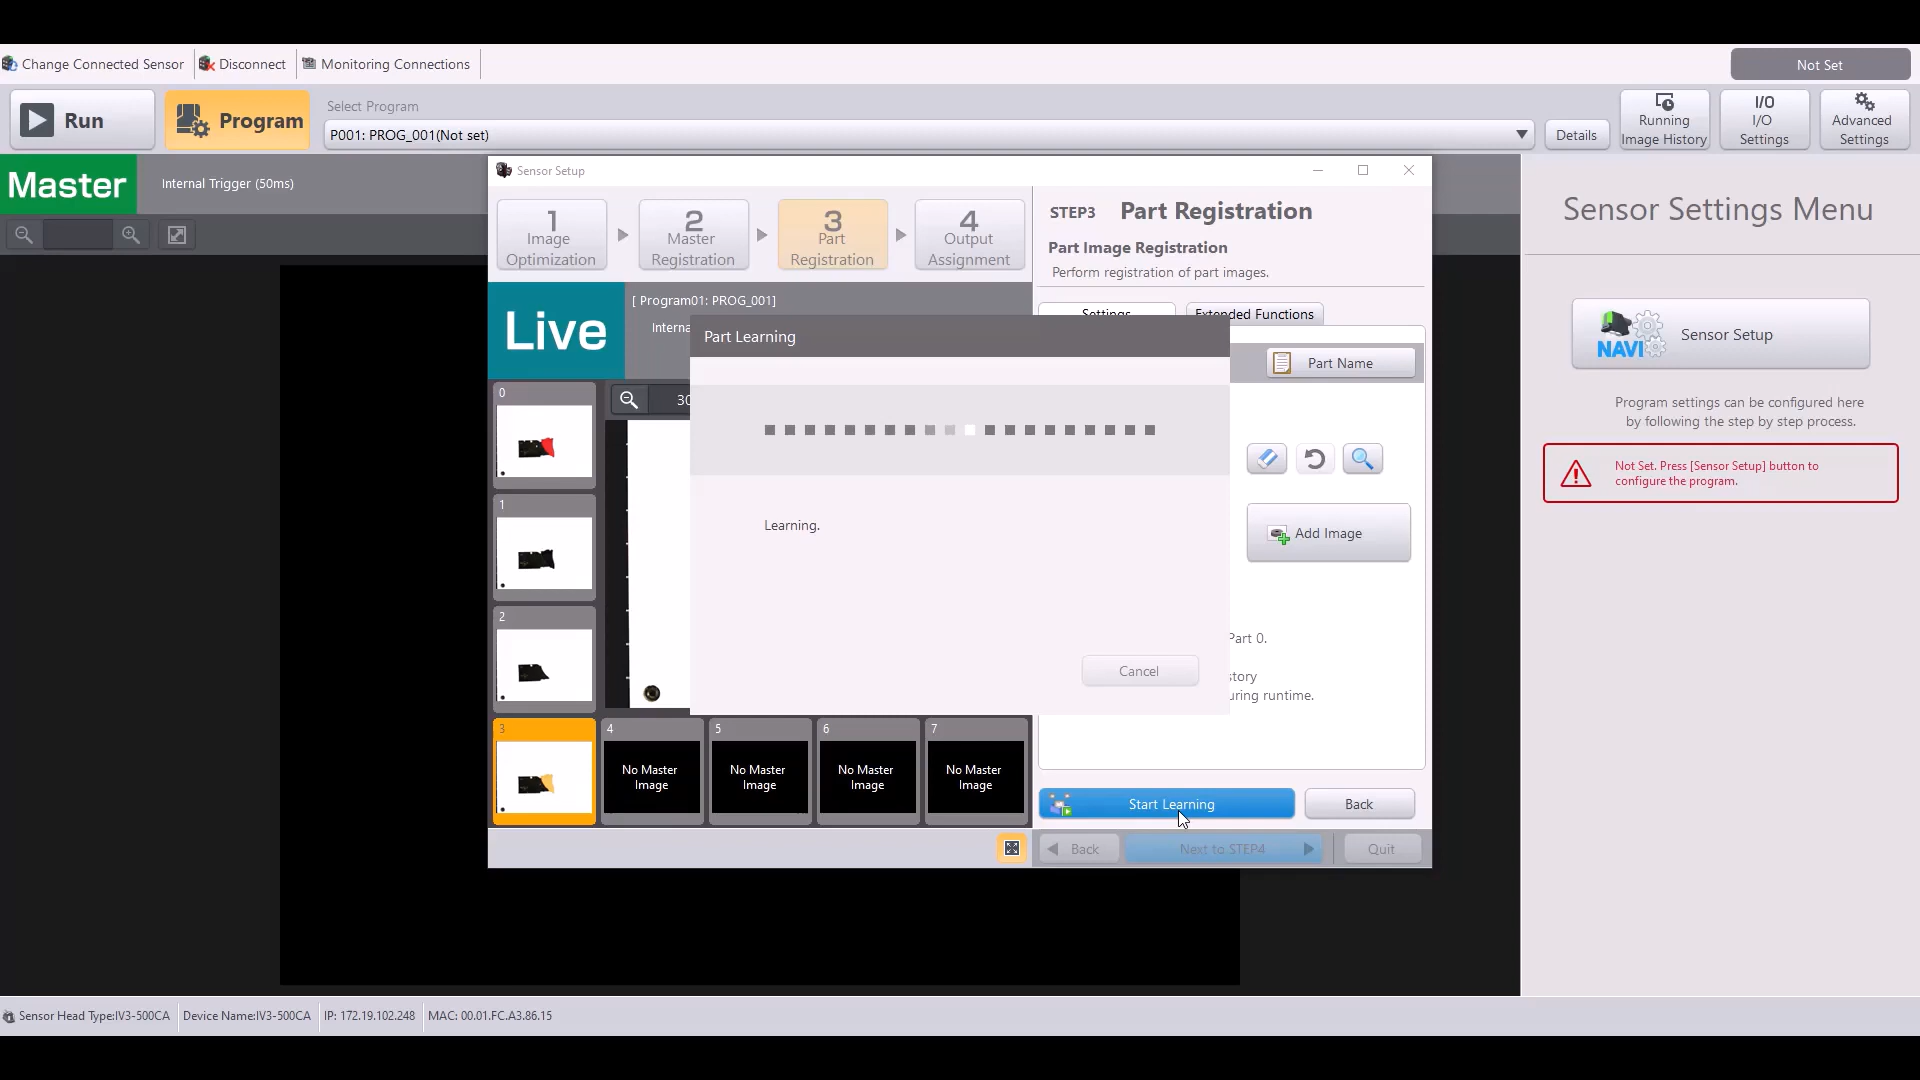 Change Connected Sensor
Disconnect
Monitoring Connections
Not Set
Run
Program
Select Program
P001: PROG_001(Not set)
Details
Running
Image History
I/O
I/O
Settings
Advanced
Settings
Master
Internal Trigger (50ms)
Sensor Setup
1
Image
Optimization
2
Master
Registration
3
Part
Registration
4
Output
Assignment
STEP3 Part Registration
Part Image Registration
Perform registration of part images.
Settings
Extended Functions
Live
[ Program01: PROG_001]
Interna
Part Learning
Part Name
0
30
Learning.
Add Image
1
2
Part 0.
story
uring runtime.
Cancel
3
4
No Master
Image
5
No Master
Image
6
No Master
Image
7
No Master
Image
Start Learning
Back
Back
Next to STEP4
Quit
Sensor Settings Menu
NAVI
Sensor Setup
Program settings can be configured here
by following the step by step process.
Not Set. Press [Sensor Setup] button to
configure the program.
Sensor Head Type:IV3-500CA
Device Name:IV3-500CA
IP: 172.19.102.248
MAC: 00.01.FC.A3.86.15